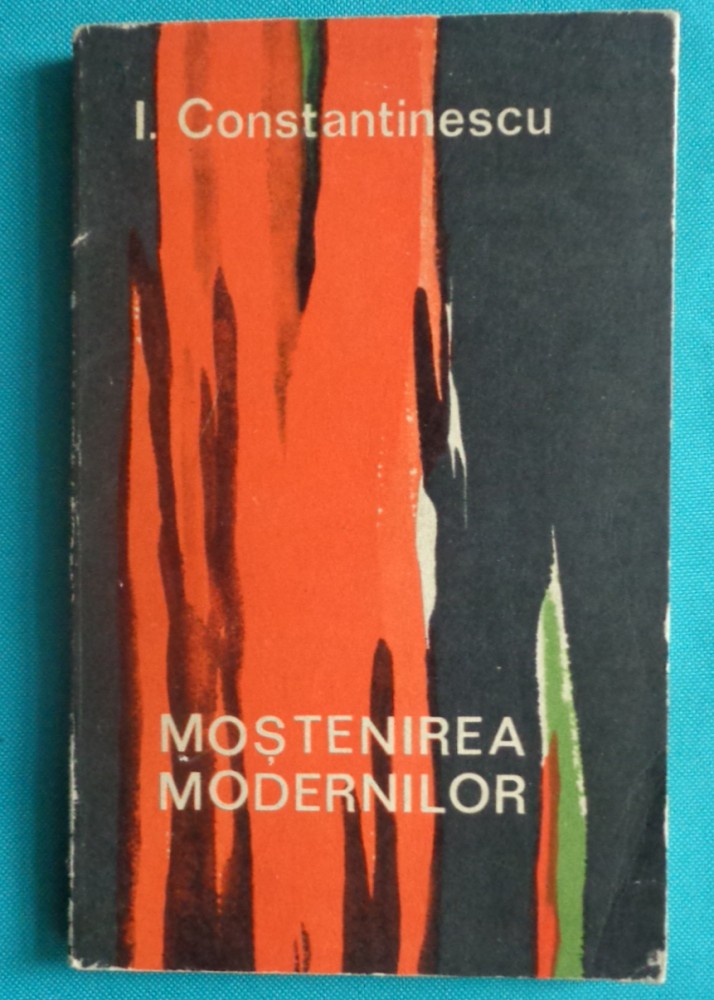 I. Constantinescu
MOȘTENIREA
MODERNILOR